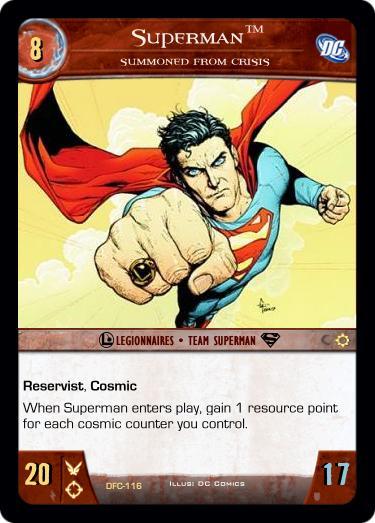 8
SUPERMAN™
SUMMONED FROM CRISIS
DC
LEGIONNAIRES • TEAM SUPERMAN
Reservist, Cosmic
When Superman enters play, gain 1 resource point
for each cosmic counter you control.
20
DFC-116
ILLUS: DC COMICS
17